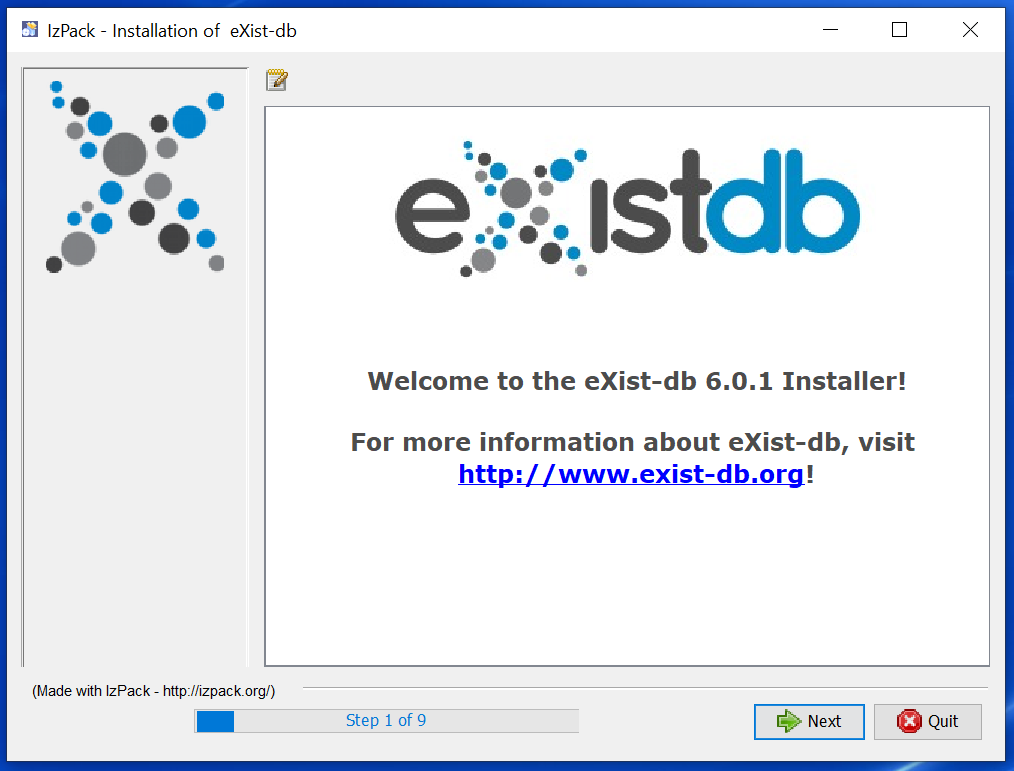 IzPack - Installation of  eXist-db
eXistdb
Welcome to the eXist-db 6.0.1 Installer!
For more information about eXist-db, visit
http://www.exist-db.org!
(Made with IzPack - http://izpack.org/)
Step 1 of 9
Next
Quit